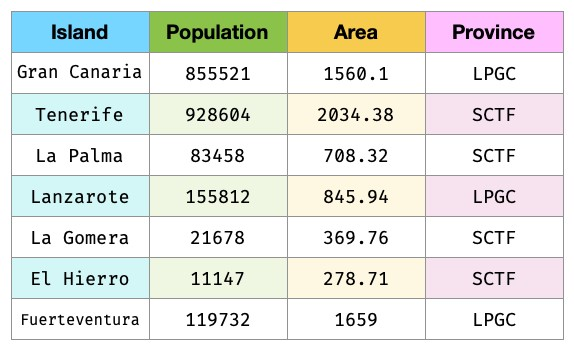 Island Population Area Province
Gran Canaria 855521 1560.1 LPGC
Tenerife 928604 2034.38 SCTF
La Palma 83458 708.32 SCTF
Lanzarote 155812 845.94 LPGC
La Gomera 21678 369.76 SCTF
El Hierro 11147 278.71 SCTF
Fuerteventura 119732 1659 LPGC